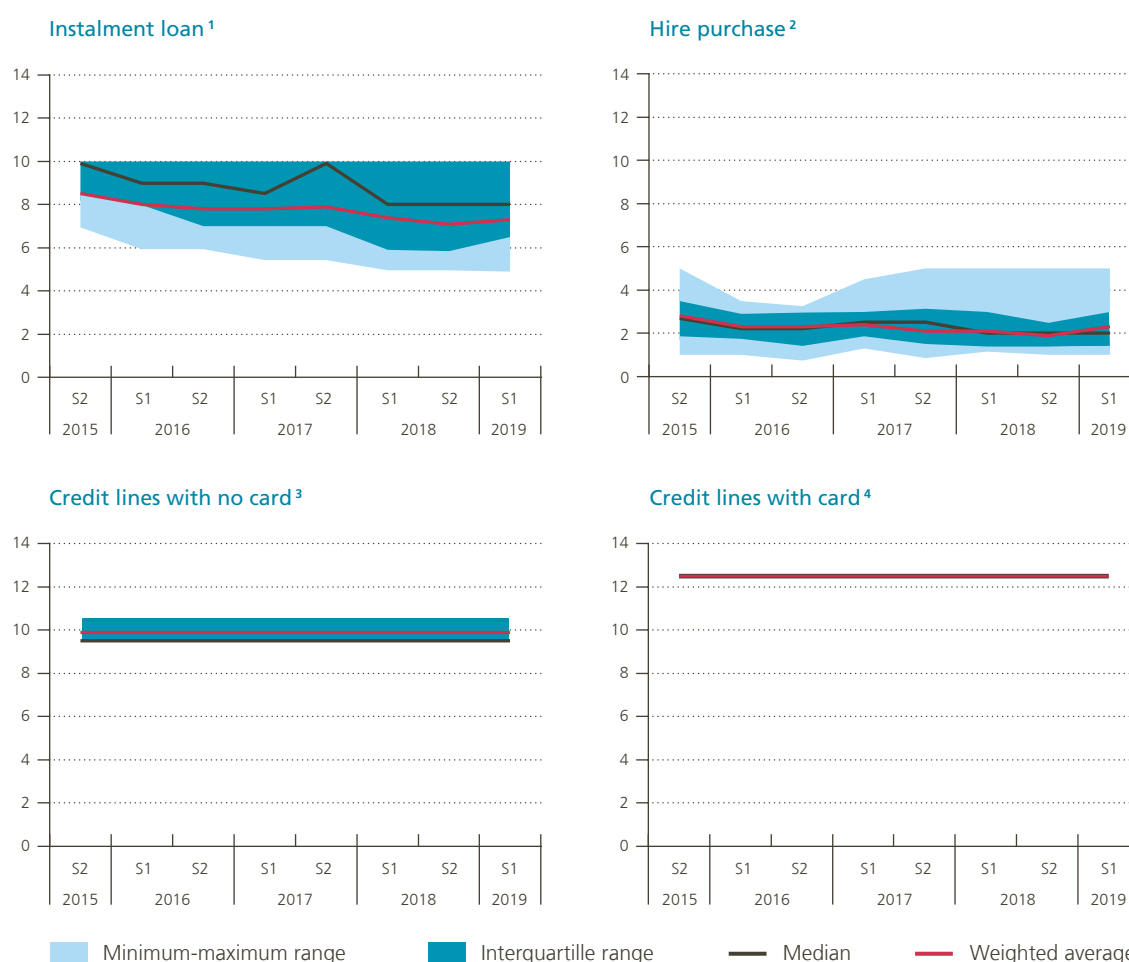 Instalment loan ¹
14
12
10
8
6
4
2
0
S2 S1 S2 S1 S2 S1 S2 S1
2015 2016 2017 2018 2019
Hire purchase ²
14
12
10
8
6
4
2
0
S2 S1 S2 S1 S2 S1 S2 S1
2015 2016 2017 2018 2019
Credit lines with no card ³
14
12
10
8
6
4
2
0
S2 S1 S2 S1 S2 S1 S2 S1
2015 2016 2017 2018 2019
Credit lines with card ⁴
14
12
10
8
6
4
2
0
S2 S1 S2 S1 S2 S1 S2 S1
2015 2016 2017 2018 2019
Minimum-maximum range Interquartille range Median Weighted average